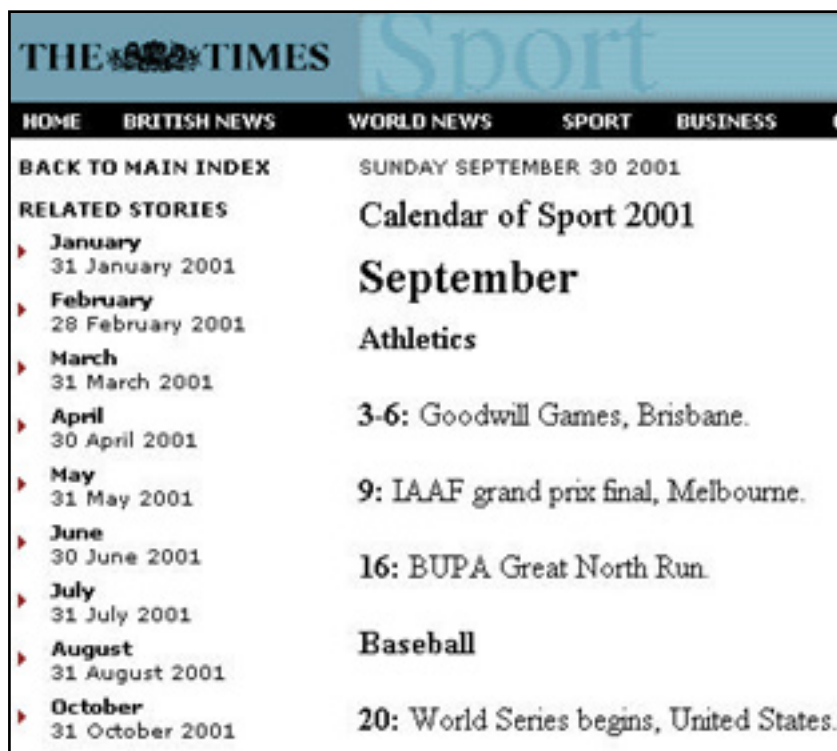 THE TIMES
Sport
HOME BRITISH NEWS WORLD NEWS SPORT BUSINESS
BACK TO MAIN INDEX
RELATED STORIES
January
31 January 2001
February
28 February 2001
March
31 March 2001
April
30 April 2001
May
31 May 2001
June
30 June 2001
July
31 July 2001
August
31 August 2001
October
31 October 2001
SUNDAY SEPTEMBER 30 2001
Calendar of Sport 2001
September
Athletics
3-6: Goodwill Games, Brisbane.
9: IAAF grand prix final, Melbourne.
16: BUPA Great North Run.
Baseball
20: World Series begins, United States.